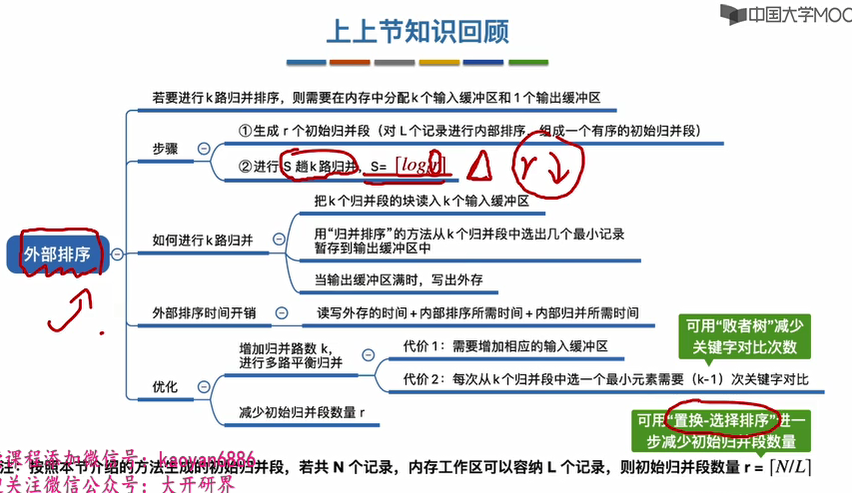 中国大学MOC
上上节知识回顾
若要进行k路归并排序，则需要在内存中分配k个输入缓冲区和1个输出缓冲区
步骤
①生成 r 个初始归并段（对 L 个记录进行内部排序，组成一个有序的初始归并段）
②进行 S 趟k路归并，S= ⌈logₖr⌉
r↓
外部排序
如何进行k路归并
把k个归并段的块读入k个输入缓冲区
用“归并排序”的方法从k个归并段中选出几个最小记录
暂存到输出缓冲区中
当输出缓冲区满时，写出外存
外部排序时间开销
读写外存的时间+内部排序所需时间+内部归并所需时间
可用“败者树”减少
关键字对比次数
优化
增加归并路数 k，
进行多路平衡归并
代价 1：需要增加相应的输入缓冲区
代价 2：每次从k个归并段中选一个最小元素需要（k-1）次关键字对比
减少初始归并段数量 r
可用“置换-选择排序”进一
步减少初始归并段数量
课程添加微信号：kaoyan6886
注：按照本节介绍的方法生成的初始归并段，若共 N 个记录，内存工作区可以容纳 L 个记录，则初始归并段数量 r = ⌈N/L⌉
关注微信公众号：大开研界